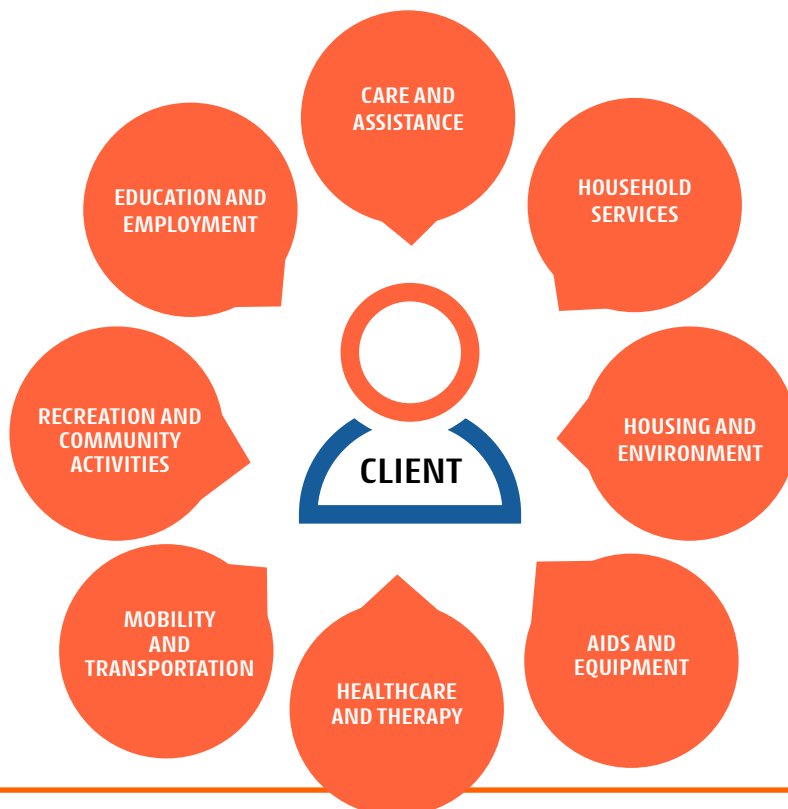 CARE AND
ASSISTANCE
HOUSEHOLD
SERVICES
HOUSING AND
ENVIRONMENT
AIDS AND
EQUIPMENT
HEALTHCARE
AND THERAPY
MOBILITY
AND
TRANSPORTATION
RECREATION AND
COMMUNITY
ACTIVITIES
EDUCATION AND
EMPLOYMENT
CLIENT